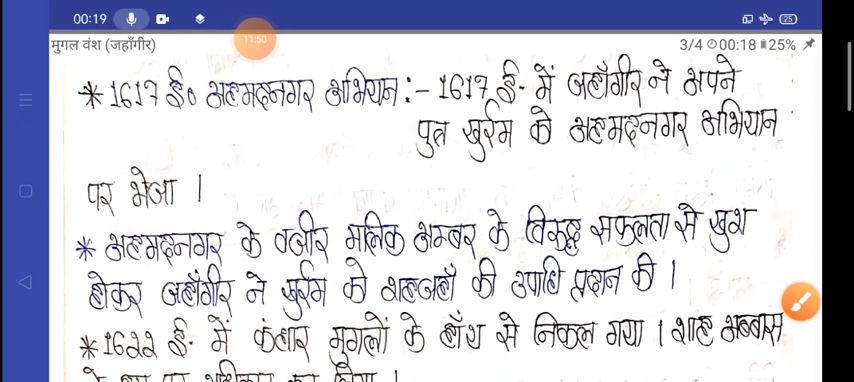 00:19
25
11:50
मुगल वंश (जहाँगीर)
3/4 00:18 25%
* 1617 ई० अहमदनगर अभियान :- 1617 ई. में जहाँगीर ने अपने
पुत्र खुर्रम को अहमदनगर अभियान
पर भेजा ।
* अहमदनगर के वजीर मलिक अम्बर के विरूद्ध सफलता से खुश
होकर जहाँगीर ने खुर्रम को शाहजहाँ की उपाधि प्रदान की ।
* 1622 ई. में कंधार मुगलों के हाँथ से निकल गया । शाह अब्बास